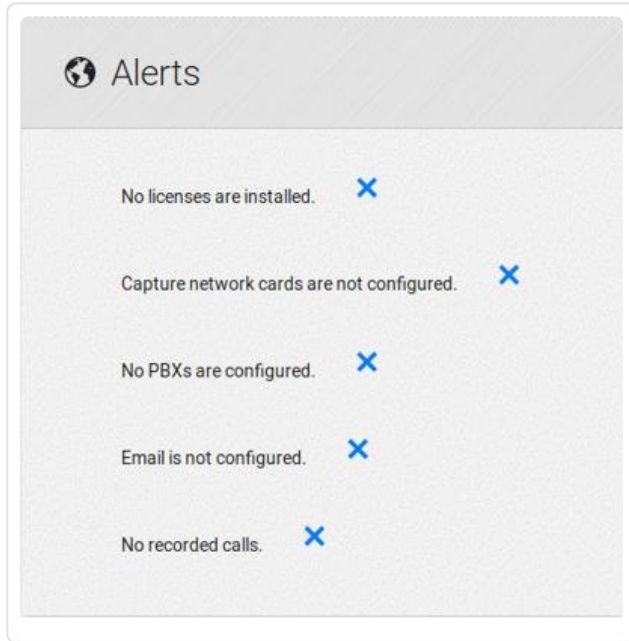 Alerts
No licenses are installed.
Capture network cards are not configured.
No PBXs are configured.
Email is not configured.
No recorded calls.